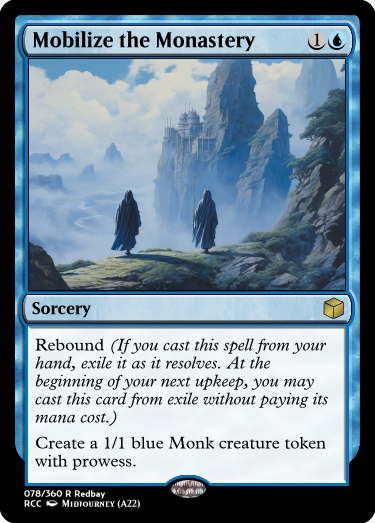 Mobilize the Monastery 1
Sorcery
Rebound (If you cast this spell from your
hand, exile it as it resolves. At the
beginning of your next upkeep, you may
cast this card from exile without paying its
mana cost.)
Create a 1/1 blue Monk creature token
with prowess.
078/360 R Redbay
RCC Midjourney (A22)